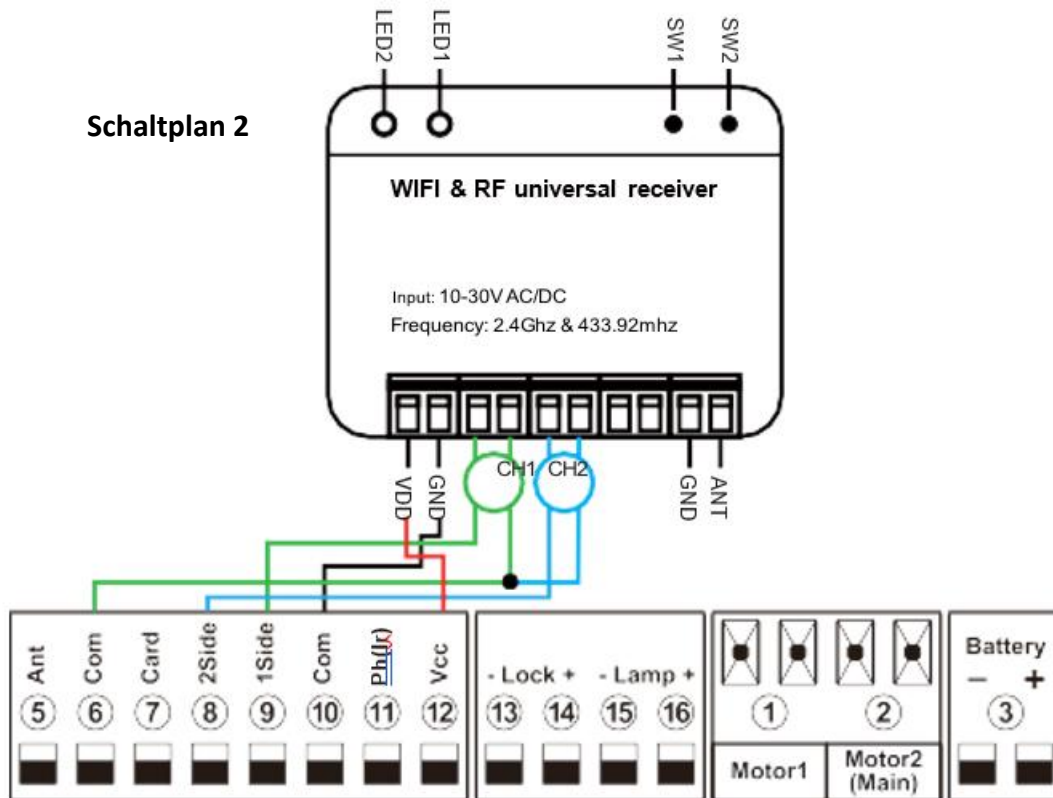 LED2
LED1
SW1
SW2
Schaltplan 2
WIFI & RF universal receiver
Input: 10-30V AC/DC
Frequency: 2.4Ghz & 433.92mhz
CH1
CH2
VDD
GND
GND
ANT
Ant
Com
Card
2Side
1Side
Com
Ph(Ir)
Vcc
- Lock +
- Lamp +
Battery
- +
5
6
7
8
9
10
11
12
13
14
15
16
1
2
3
Motor1
Motor2
(Main)